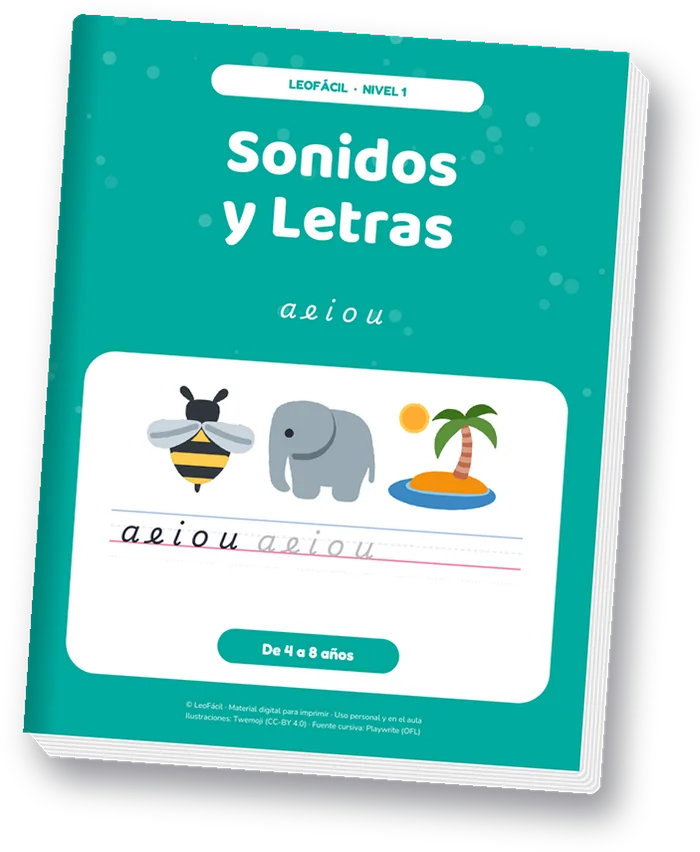 LEOFÁCIL · NIVEL 1
Sonidos
y Letras
a e i o u
a e i o u a e i o u
De 4 a 8 años
© LeoFácil · Material digital para imprimir · Uso personal y en el aula
Ilustraciones: Twemoji (CC-BY 4.0) · Fuente cursiva: Playwrite (OFL)